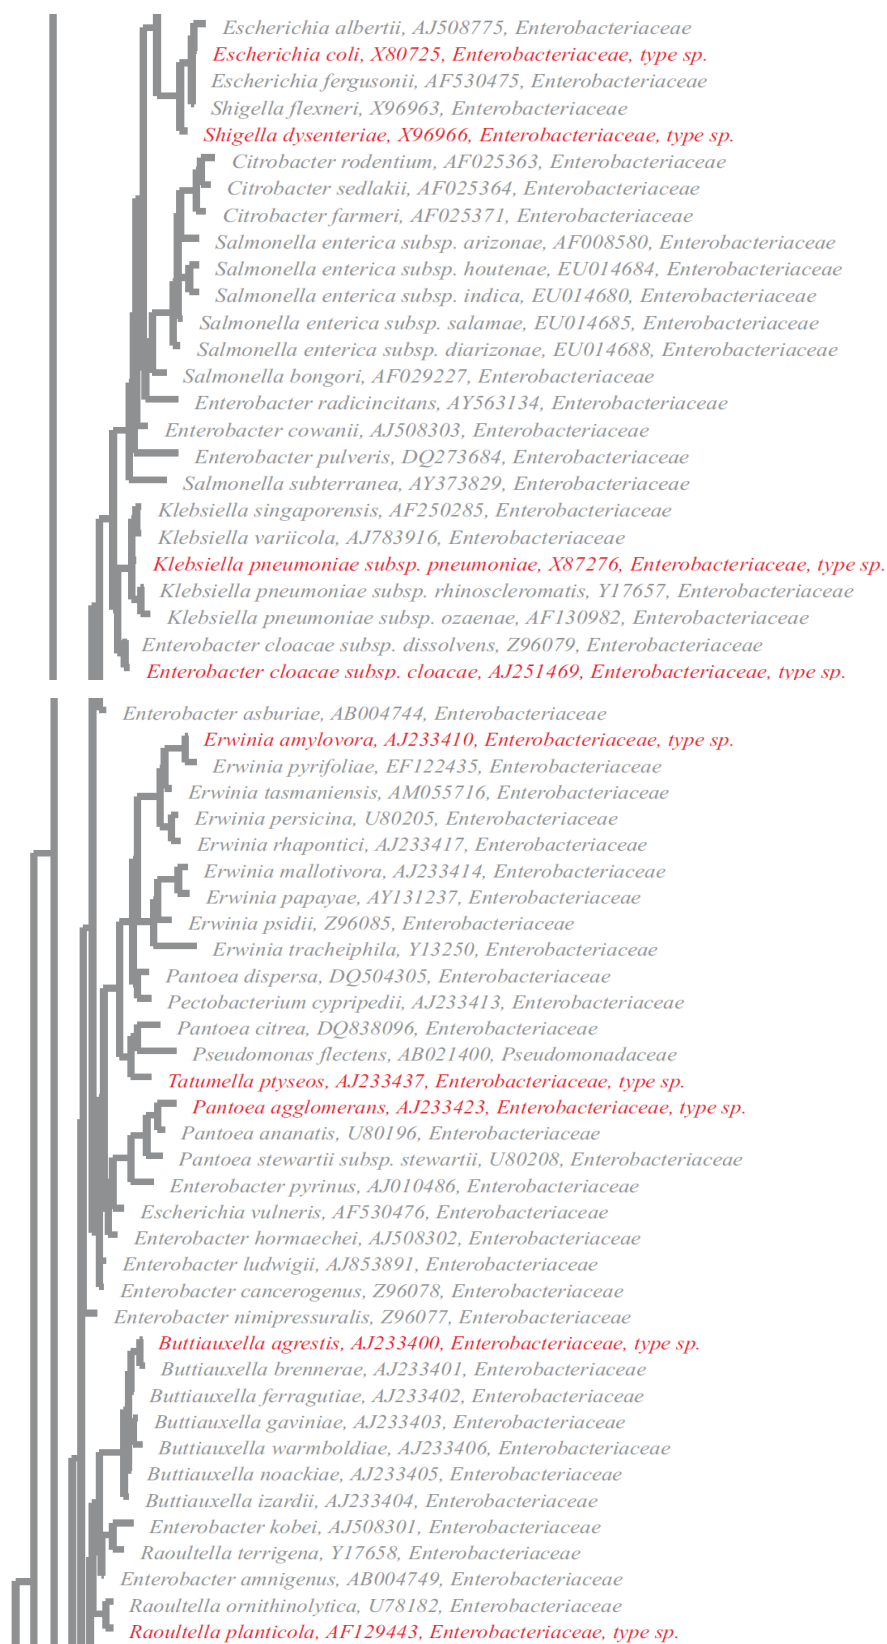 Escherichia albertii, AJ508775, Enterobacteriaceae
Escherichia coli, X80725, Enterobacteriaceae, type sp.
Escherichia fergusonii, AF530475, Enterobacteriaceae
Shigella flexneri, X96963, Enterobacteriaceae
Shigella dysenteriae, X96966, Enterobacteriaceae, type sp.
Citrobacter rodentium, AF025363, Enterobacteriaceae
Citrobacter sedlakii, AF025364, Enterobacteriaceae
Citrobacter farmeri, AF025371, Enterobacteriaceae
Salmonella enterica subsp. arizonae, AF008580, Enterobacteriaceae
Salmonella enterica subsp. houtenae, EU014684, Enterobacteriaceae
Salmonella enterica subsp. indica, EU014680, Enterobacteriaceae
Salmonella enterica subsp. salamae, EU014685, Enterobacteriaceae
Salmonella enterica subsp. diarizonae, EU014688, Enterobacteriaceae
Salmonella bongori, AF029227, Enterobacteriaceae
Enterobacter radicincitans, AY563134, Enterobacteriaceae
Enterobacter cowanii, AJ508303, Enterobacteriaceae
Enterobacter pulveris, DQ273684, Enterobacteriaceae
Salmonella subterranea, AY373829, Enterobacteriaceae
Klebsiella singaporensis, AF250285, Enterobacteriaceae
Klebsiella variicola, AJ783916, Enterobacteriaceae
Klebsiella pneumoniae subsp. pneumoniae, X87276, Enterobacteriaceae, type sp.
Klebsiella pneumoniae subsp. rhinoscleromatis, Y17657, Enterobacteriaceae
Klebsiella pneumoniae subsp. ozaenae, AF130982, Enterobacteriaceae
Enterobacter cloacae subsp. dissolvens, Z96079, Enterobacteriaceae
Enterobacter cloacae subsp. cloacae, AJ251469, Enterobacteriaceae, type sp.
Enterobacter asburiae, AB004744, Enterobacteriaceae
Erwinia amylovora, AJ233410, Enterobacteriaceae, type sp.
Erwinia pyrifoliae, EF122435, Enterobacteriaceae
Erwinia tasmaniensis, AM055716, Enterobacteriaceae
Erwinia persicina, U80205, Enterobacteriaceae
Erwinia rhapontici, AJ233417, Enterobacteriaceae
Erwinia mallotivora, AJ233414, Enterobacteriaceae
Erwinia papayae, AY131237, Enterobacteriaceae
Erwinia psidii, Z96085, Enterobacteriaceae
Erwinia tracheiphila, Y13250, Enterobacteriaceae
Pantoea dispersa, DQ504305, Enterobacteriaceae
Pectobacterium cypripedii, AJ233413, Enterobacteriaceae
Pantoea citrea, DQ838096, Enterobacteriaceae
Pseudomonas flectens, AB021400, Pseudomonadaceae
Tatumella ptyseos, AJ233437, Enterobacteriaceae, type sp.
Pantoea agglomerans, AJ233423, Enterobacteriaceae, type sp.
Pantoea ananatis, U80196, Enterobacteriaceae
Pantoea stewartii subsp. stewartii, U80208, Enterobacteriaceae
Enterobacter pyrinus, AJ010486, Enterobacteriaceae
Escherichia vulneris, AF530476, Enterobacteriaceae
Enterobacter hormaechei, AJ508302, Enterobacteriaceae
Enterobacter ludwigii, AJ853891, Enterobacteriaceae
Enterobacter cancerogenus, Z96078, Enterobacteriaceae
Enterobacter nimipressuralis, Z96077, Enterobacteriaceae
Buttiauxella agrestis, AJ233400, Enterobacteriaceae, type sp.
Buttiauxella brennerae, AJ233401, Enterobacteriaceae
Buttiauxella ferragutiae, AJ233402, Enterobacteriaceae
Buttiauxella gaviniae, AJ233403, Enterobacteriaceae
Buttiauxella warmboldiae, AJ233406, Enterobacteriaceae
Buttiauxella noackiae, AJ233405, Enterobacteriaceae
Buttiauxella izardii, AJ233404, Enterobacteriaceae
Enterobacter kobei, AJ508301, Enterobacteriaceae
Raoultella terrigena, Y17658, Enterobacteriaceae
Enterobacter amnigenus, AB004749, Enterobacteriaceae
Raoultella ornithinolytica, U78182, Enterobacteriaceae
Raoultella planticola, AF129443, Enterobacteriaceae, type sp.